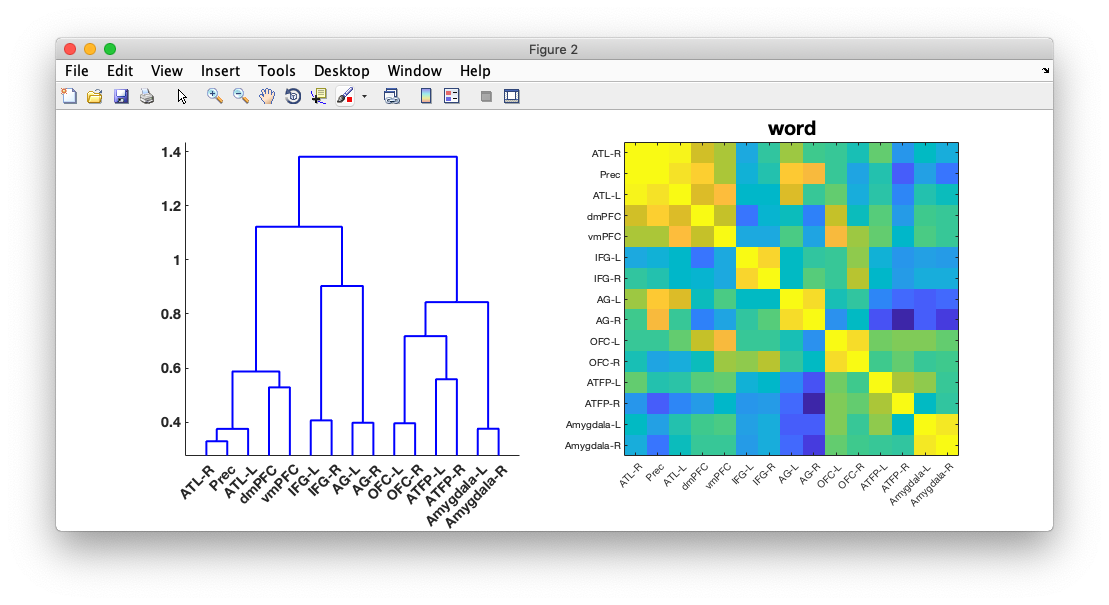 Figure 2
File Edit View Insert Tools Desktop Window Help
1.4
1.2
1
0.8
0.6
0.4
ATL-R
Prec
ATL-L
dmPFC
vmPFC
IFG-L
IFG-R
AG-L
AG-R
OFC-L
OFC-R
ATFP-L
ATFP-R
Amygdala-L
Amygdala-R
word
ATL-R
Prec
ATL-L
dmPFC
vmPFC
IFG-L
IFG-R
AG-L
AG-R
OFC-L
OFC-R
ATFP-L
ATFP-R
Amygdala-L
Amygdala-R
ATL-R
Prec
ATL-L
dmPFC
vmPFC
IFG-L
IFG-R
AG-L
AG-R
OFC-L
OFC-R
ATFP-L
ATFP-R
Amygdala-L
Amygdala-R